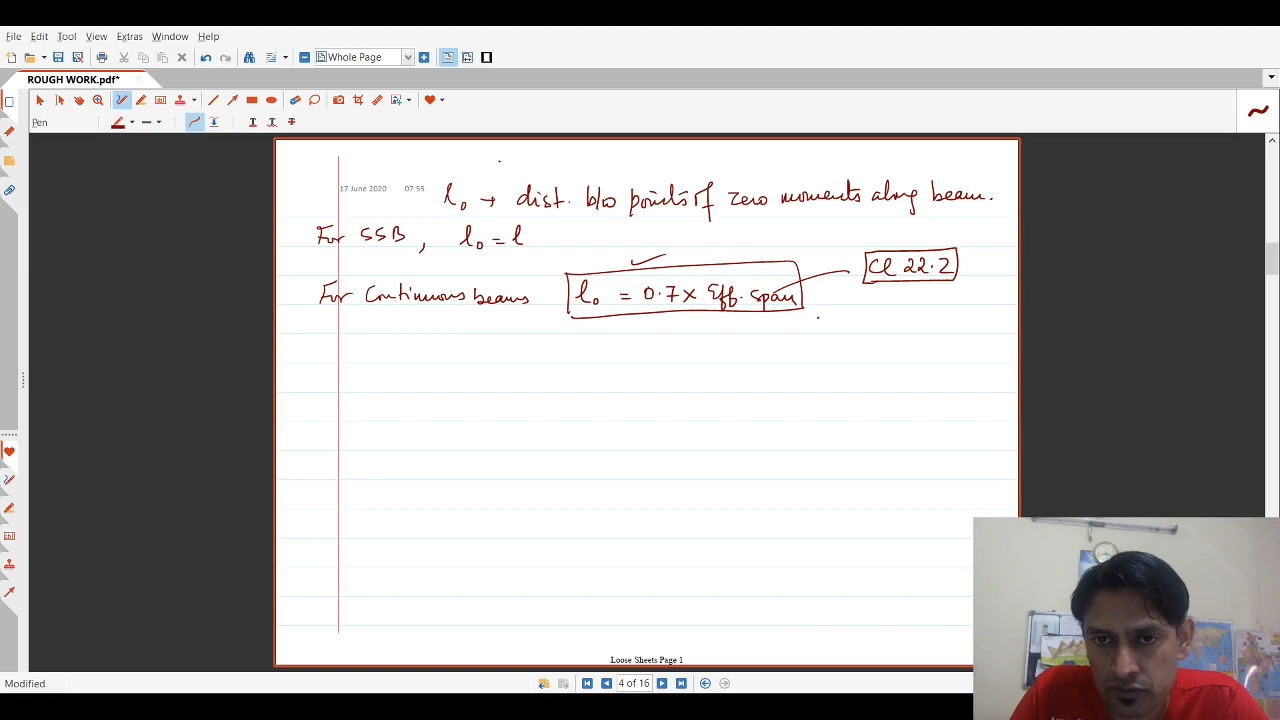 File Edit Tool View Extras Window Help
Whole Page
ROUGH WORK.pdf*
Pen
17 June 2020 07:55
l₀ → dist. b/w points of zero moments along beam.
For SSB, l₀ = l
Cl 22.2
For Continuous beams l₀ = 0.7 x Eff. span
Loose Sheets Page 1
4 of 16
Modified